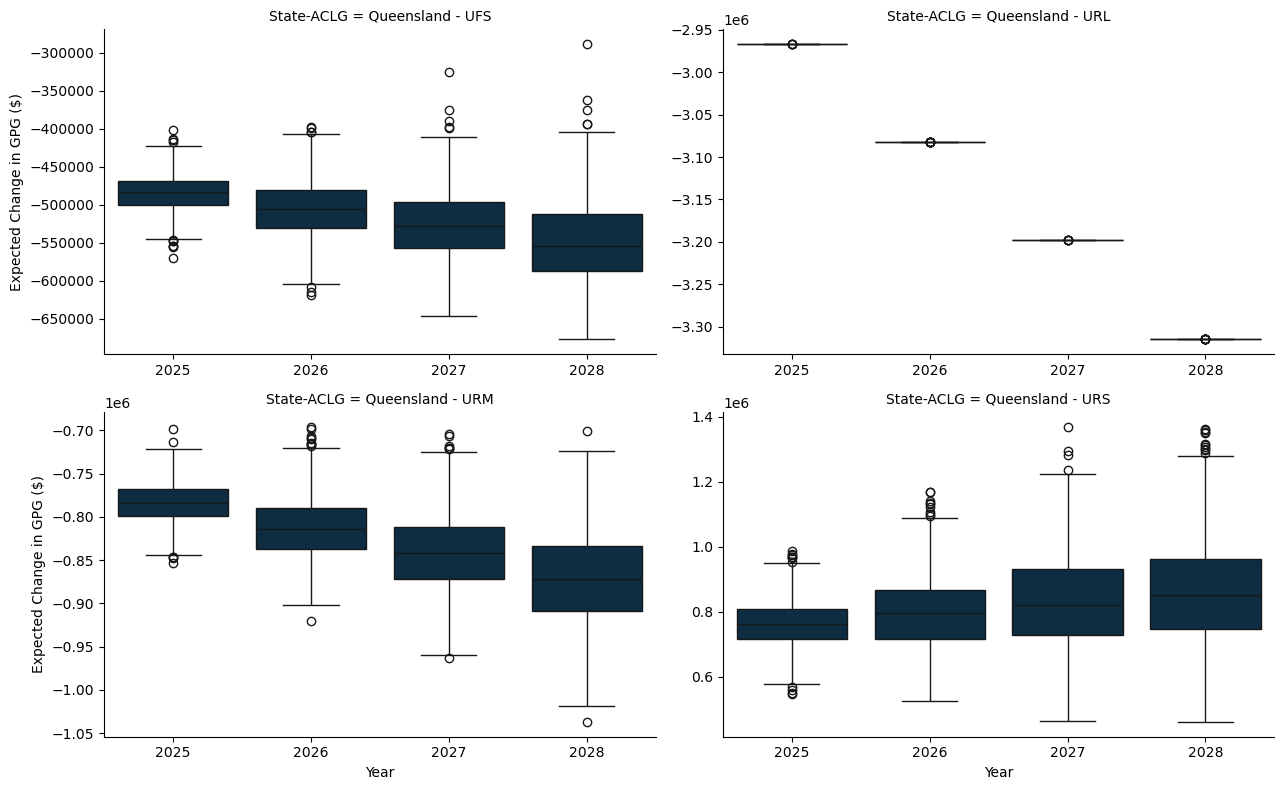 State-ACLG = Queensland - UFS
Expected Change in GPG ($)
−300000
−350000
−400000
−450000
−500000
−550000
−600000
−650000
2025 2026 2027 2028
State-ACLG = Queensland - URL
1e6
−2.95
−3.00
−3.05
−3.10
−3.15
−3.20
−3.25
−3.30
2025 2026 2027 2028
State-ACLG = Queensland - URM
1e6
Expected Change in GPG ($)
−0.70
−0.75
−0.80
−0.85
−0.90
−0.95
−1.00
−1.05
2025 2026 2027 2028
Year
State-ACLG = Queensland - URS
1e6
1.4
1.2
1.0
0.8
0.6
2025 2026 2027 2028
Year